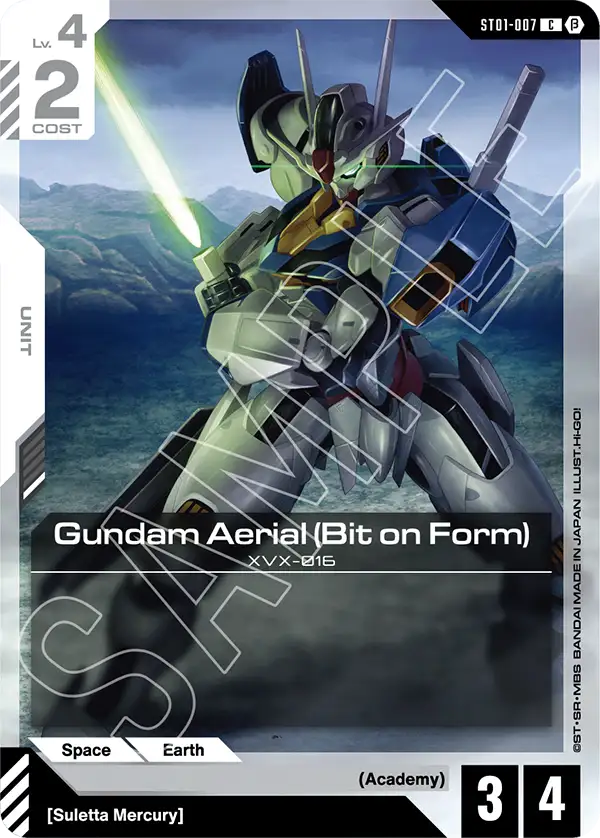 ST01-007 C β
Lv. 4
2
COST
UNIT
SAMPLE
Gundam Aerial (Bit on Form)
XVX-016
©ST･SR･MBS BANDAI MADE IN JAPAN ILLUST.HI-GO!
Space Earth
(Academy)
[Suletta Mercury]
3 4